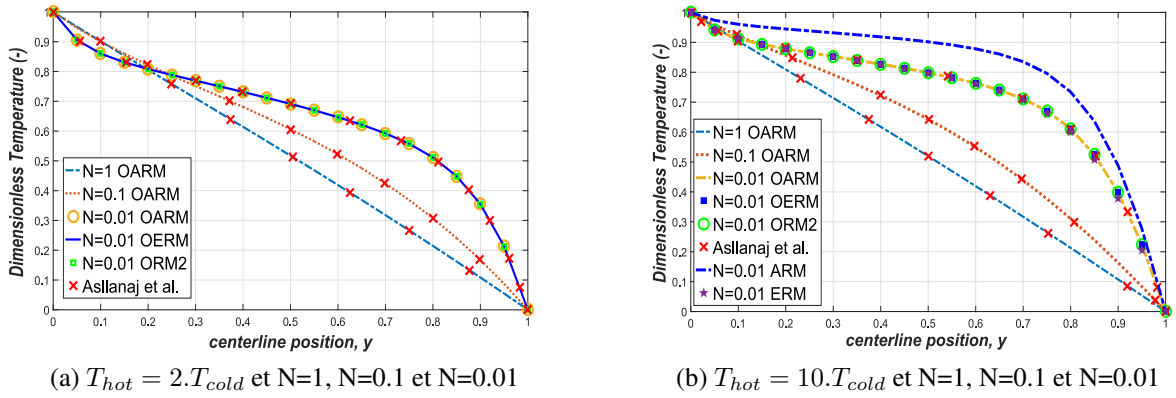 Dimensionless Temperature (-)
1
0.9
0.8
0.7
0.6
0.5
0.4
0.3
0.2
0.1
0
N=1 OARM
N=0.1 OARM
N=0.01 OARM
N=0.01 OERM
N=0.01 ORM2
Asllanaj et al.
0 0.1 0.2 0.3 0.4 0.5 0.6 0.7 0.8 0.9 1
centerline position, y
(a) T_hot = 2.T_cold et N=1, N=0.1 et N=0.01
Dimensionless Temperature (-)
1
0.9
0.8
0.7
0.6
0.5
0.4
0.3
0.2
0.1
0
N=1 OARM
N=0.1 OARM
N=0.01 OARM
N=0.01 OERM
N=0.01 ORM2
Asllanaj et al.
N=0.01 ARM
N=0.01 ERM
0 0.1 0.2 0.3 0.4 0.5 0.6 0.7 0.8 0.9 1
centerline position, y
(b) T_hot = 10.T_cold et N=1, N=0.1 et N=0.01